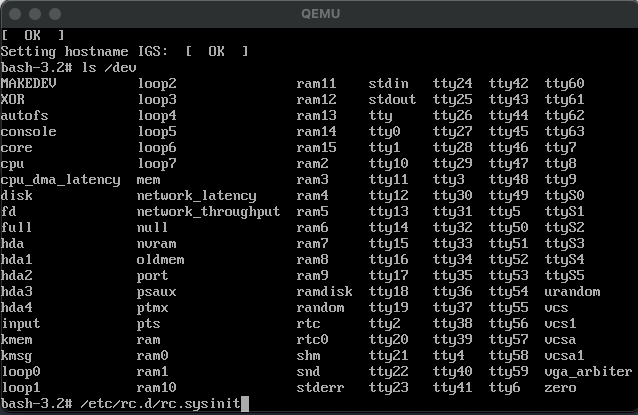 QEMU
[  OK  ]
Setting hostname IGS:  [  OK  ]
bash-3.2# ls /dev
MAKEDEV loop2 ram11 stdin tty24 tty42 tty60
XOR loop3 ram12 stdout tty25 tty43 tty61
autofs loop4 ram13 tty tty26 tty44 tty62
console loop5 ram14 tty0 tty27 tty45 tty63
core loop6 ram15 tty1 tty28 tty46 tty7
cpu loop7 ram2 tty10 tty29 tty47 tty8
cpu_dma_latency mem ram3 tty11 tty3 tty48 tty9
disk network_latency ram4 tty12 tty30 tty49 ttyS0
fd network_throughput ram5 tty13 tty31 tty5 ttyS1
full null ram6 tty14 tty32 tty50 ttyS2
hda nvram ram7 tty15 tty33 tty51 ttyS3
hda1 oldmem ram8 tty16 tty34 tty52 ttyS4
hda2 port ram9 tty17 tty35 tty53 ttyS5
hda3 psaux ramdisk tty18 tty36 tty54 urandom
hda4 ptmx random tty19 tty37 tty55 vcs
input pts rtc tty2 tty38 tty56 vcs1
kmem ram rtc0 tty20 tty39 tty57 vcsa
kmsg ram0 shm tty21 tty4 tty58 vcsa1
loop0 ram1 snd tty22 tty40 tty59 vga_arbiter
loop1 ram10 stderr tty23 tty41 tty6 zero
bash-3.2# /etc/rc.d/rc.sysinit